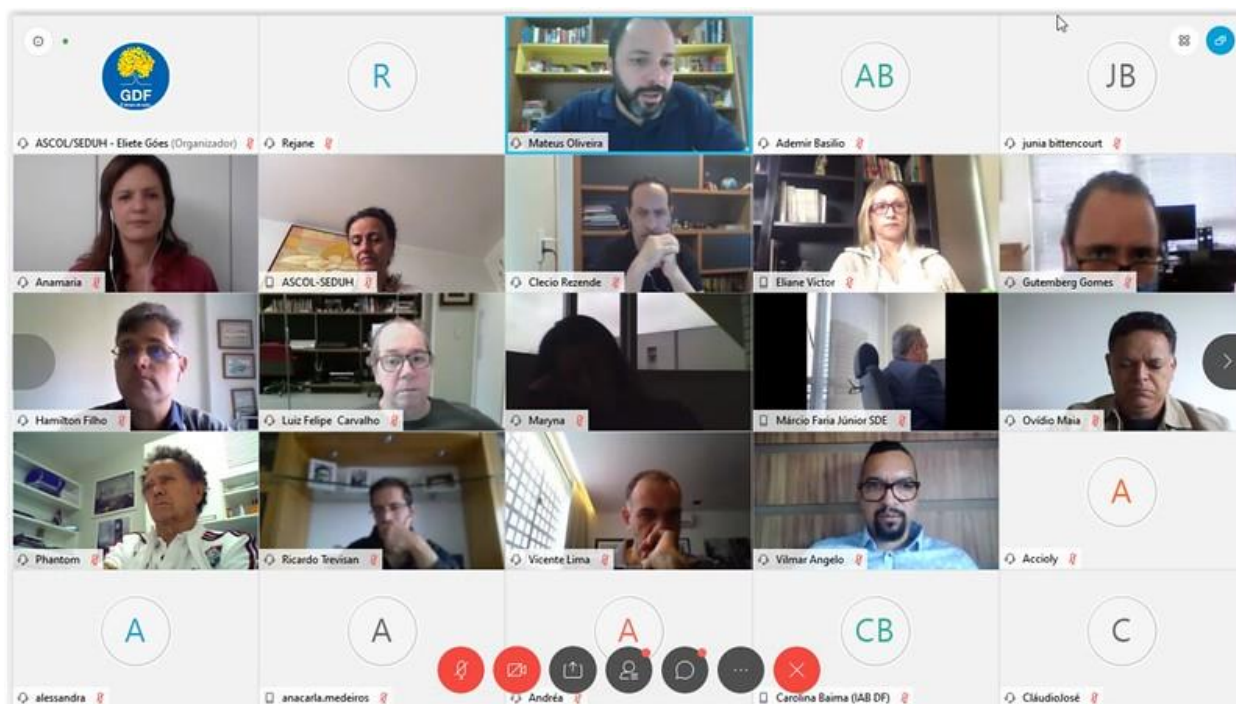 GDF
ASCOL/SEDUH - Eliete Góes (Organizador)
R
Rejane
Mateus Oliveira
AB
Ademir Basilio
JB
junia bittencourt
Anamaria
ASCOL-SEDUH
Clecio Rezende
Eliane Victor
Gutemberg Gomes
Hamilton Filho
Luiz Felipe Carvalho
Maryna
Márcio Faria Júnior SDE
Ovídio Maia
Phantom
Ricardo Trevisan
Vicente Lima
Vilmar Angelo
A
Accioly
A
alessandra
A
anacarla.medeiros
A
Andréa
CB
Carolina Baima (IAB DF)
C
CláudioJosé